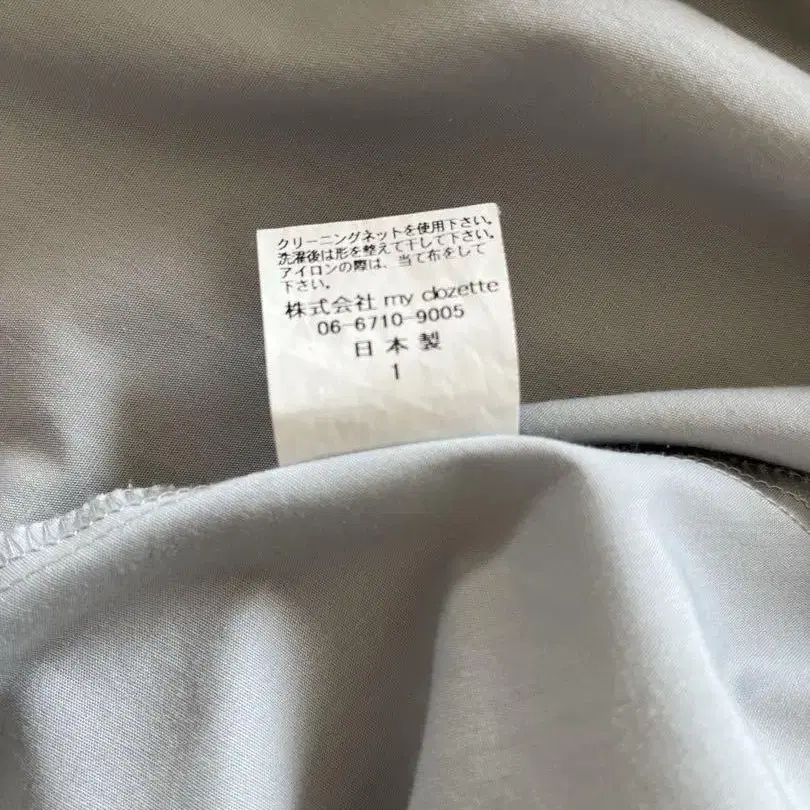 クリーニングネットを使用下さい。
洗濯後は形を整えて干して下さい。
アイロンの際は、当て布をして
下さい。
株式会社 my clozette
06-6710-9005
日本製
1